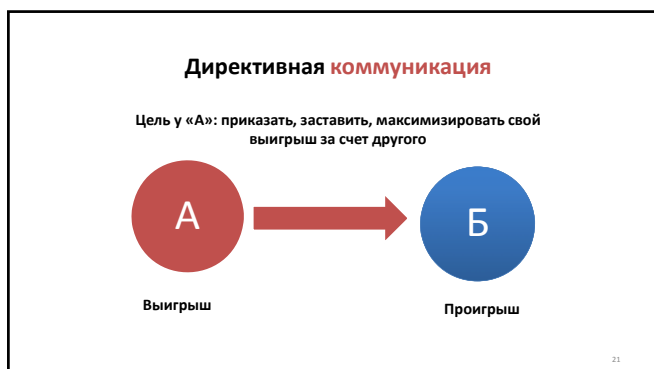 Директивная коммуникация
Цель у «А»: приказать, заставить, максимизировать свой
выигрыш за счет другого
А
Б
Выигрыш
Проигрыш
21